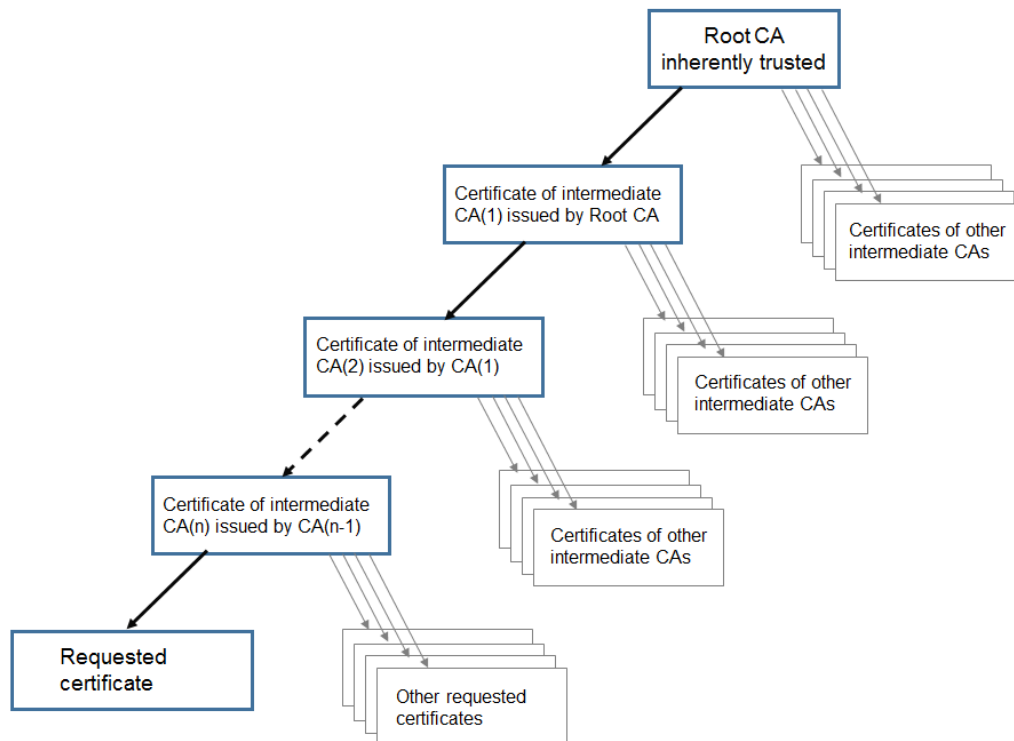 Root CA
inherently trusted
Certificate of intermediate
CA(1) issued by Root CA
Certificates of other
intermediate CAs
Certificate of intermediate
CA(2) issued by CA(1)
Certificates of other
intermediate CAs
Certificate of intermediate
CA(n) issued by CA(n-1)
Certificates of other
intermediate CAs
Requested
certificate
Other requested
certificates